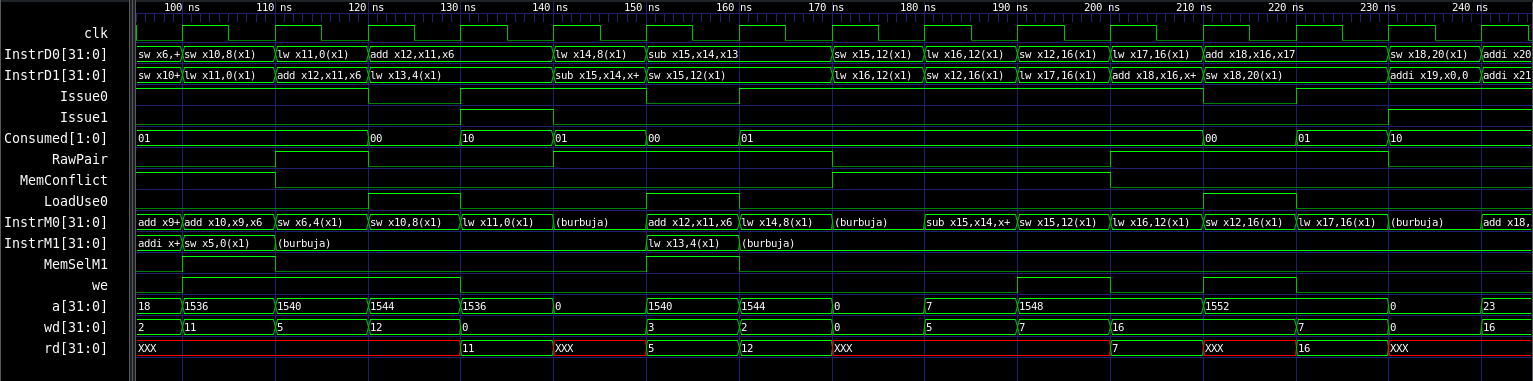 100 ns 110 ns 120 ns 130 ns 140 ns 150 ns 160 ns 170 ns 180 ns 190 ns 200 ns 210 ns 220 ns 230 ns 240 ns
clk
InstrD0[31:0] sw x6,+ sw x10,8(x1) lw x11,0(x1) add x12,x11,x6 lw x14,8(x1) sub x15,x14,x13 sw x15,12(x1) lw x16,12(x1) sw x12,16(x1) lw x17,16(x1) add x18,x16,x17 sw x18,20(x1) addi x20
InstrD1[31:0] sw x10+ lw x11,0(x1) add x12,x11,x6 lw x13,4(x1) sub x15,x14,x+ sw x15,12(x1) lw x16,12(x1) sw x12,16(x1) lw x17,16(x1) add x18,x16,x+ sw x18,20(x1) addi x19,x0,0 addi x21
Issue0
Issue1
Consumed[1:0] 01 00 10 01 00 01 00 01 10
RawPair
MemConflict
LoadUse0
InstrM0[31:0] add x9+ add x10,x9,x6 sw x6,4(x1) sw x10,8(x1) lw x11,0(x1) (burbuja) add x12,x11,x6 lw x14,8(x1) (burbuja) sub x15,x14,x+ sw x15,12(x1) lw x16,12(x1) sw x12,16(x1) lw x17,16(x1) (burbuja) add x18,
InstrM1[31:0] addi x+ sw x5,0(x1) (burbuja) lw x13,4(x1) (burbuja)
MemSelM1
we
a[31:0] 18 1536 1540 1544 1536 0 1540 1544 0 7 1548 1552 0 23
wd[31:0] 2 11 5 12 0 3 2 0 5 7 16 7 0 16
rd[31:0] XXX 11 XXX 5 12 XXX 7 XXX 16 XXX